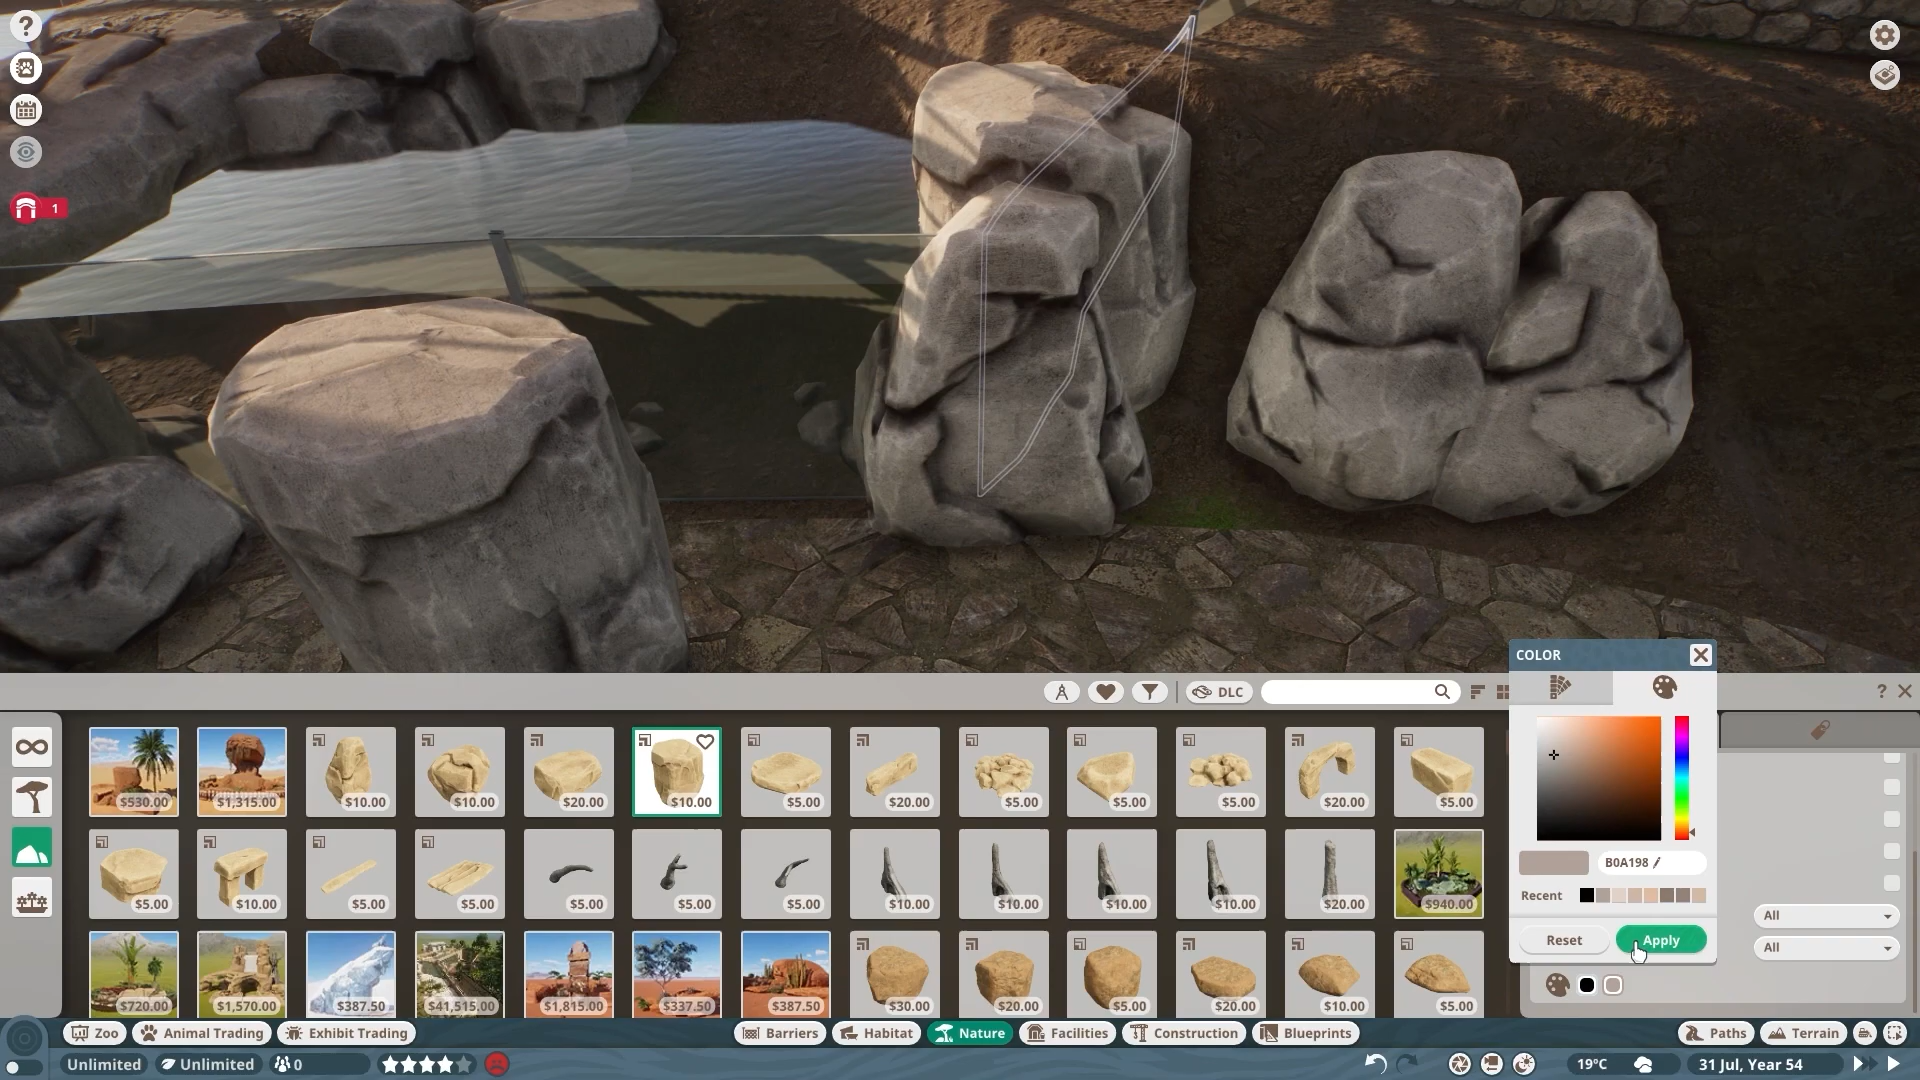 ?
1
DLC
?
COLOR
$530.00
$1,315.00
$10.00
$10.00
$20.00
$10.00
$5.00
$20.00
$5.00
$5.00
$5.00
$20.00
$5.00
$5.00
$10.00
$5.00
$5.00
$5.00
$5.00
$5.00
$10.00
$10.00
$10.00
$10.00
$20.00
$940.00
$720.00
$1,570.00
$387.50
$41,515.00
$1,815.00
$337.50
$387.50
$30.00
$20.00
$5.00
$20.00
$10.00
$5.00
B0A198
Recent
Reset
Apply
All
All
Zoo
Animal Trading
Exhibit Trading
Barriers
Habitat
Nature
Facilities
Construction
Blueprints
Paths
Terrain
Unlimited
Unlimited
0
19°C
31 Jul, Year 54